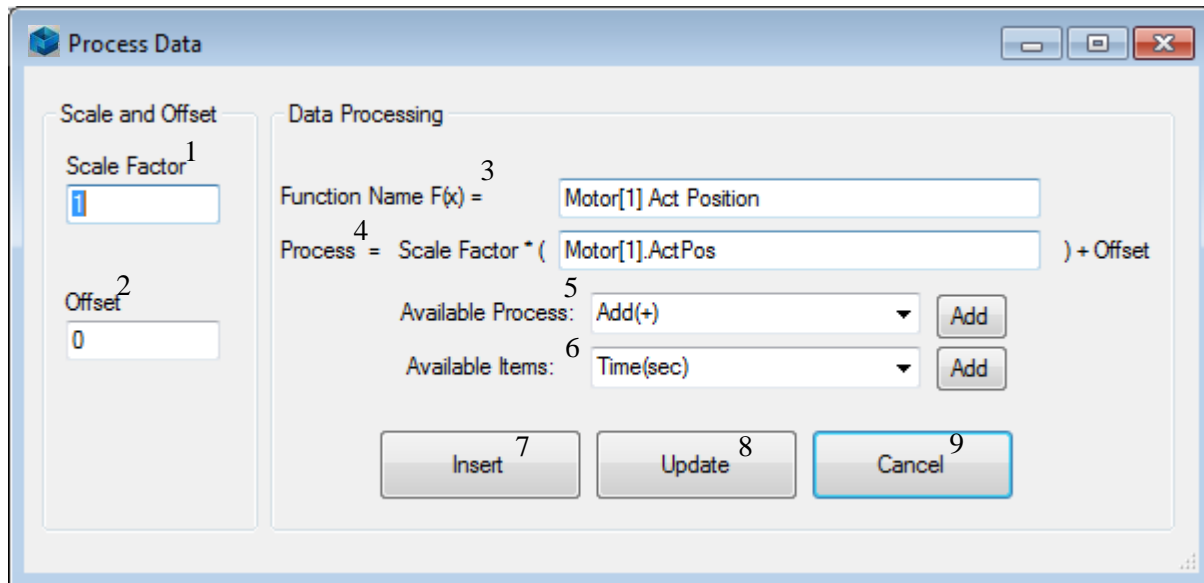 Process Data
Scale and Offset
Scale Factor 1
1
Offset 2
0
Data Processing
Function Name F(x) = 3 Motor[1] Act Position
Process 4 = Scale Factor * ( Motor[1].ActPos ) + Offset
Available Process: 5 Add(+) Add
Available Items: 6 Time(sec) Add
Insert 7 Update 8 Cancel 9